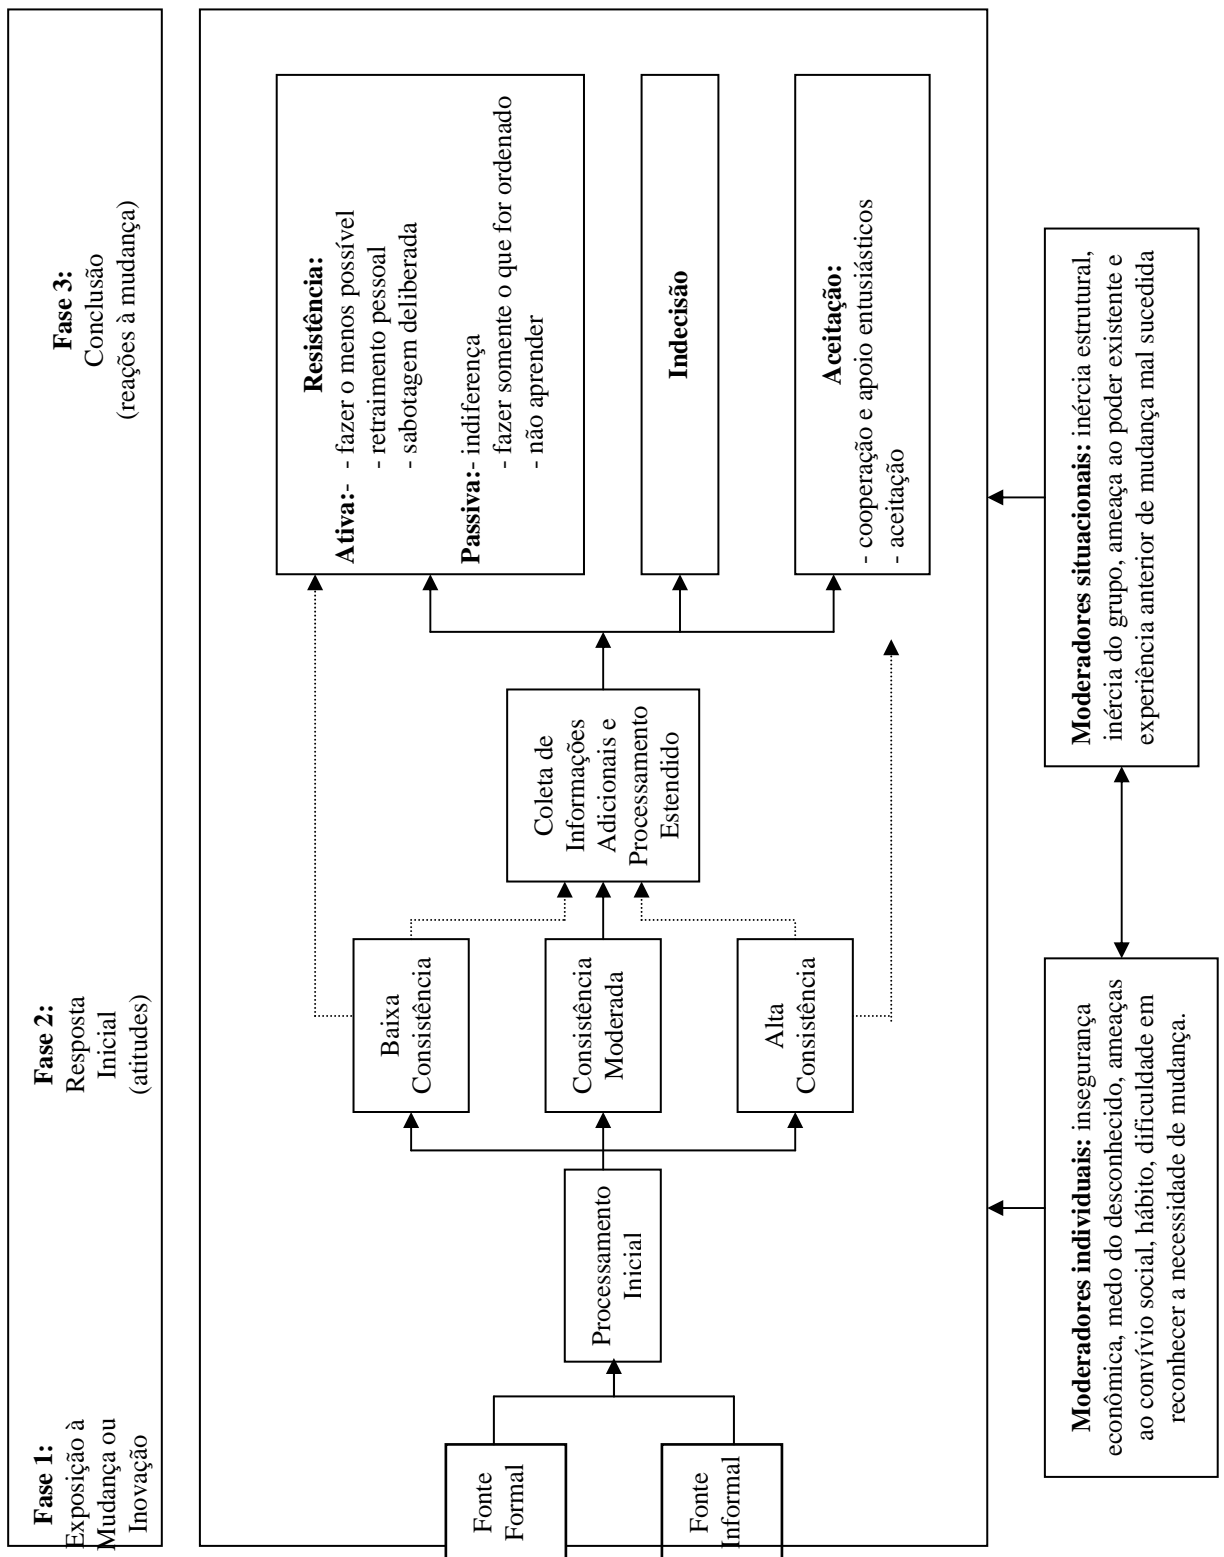 Fase 1:
Exposição à
Mudança ou
Inovação
Fase 2:
Resposta
Inicial
(atitudes)
Fase 3:
Conclusão
(reações à mudança)
Fonte
Formal
Fonte
Informal
Processamento
Inicial
Baixa
Consistência
Consistência
Moderada
Alta
Consistência
Coleta de
Informações
Adicionais e
Processamento
Estendido
Resistência:
Ativa:- - fazer o menos possível
- retraimento pessoal
- sabotagem deliberada
Passiva:- indiferença
- fazer somente o que for ordenado
- não aprender
Indecisão
Aceitação:
- cooperação e apoio entusiásticos
- aceitação
Moderadores individuais: insegurança
econômica, medo do desconhecido, ameaças
ao convívio social, hábito, dificuldade em
reconhecer a necessidade de mudança.
Moderadores situacionais: inércia estrutural,
inércia do grupo, ameaça ao poder existente e
experiência anterior de mudança mal sucedida